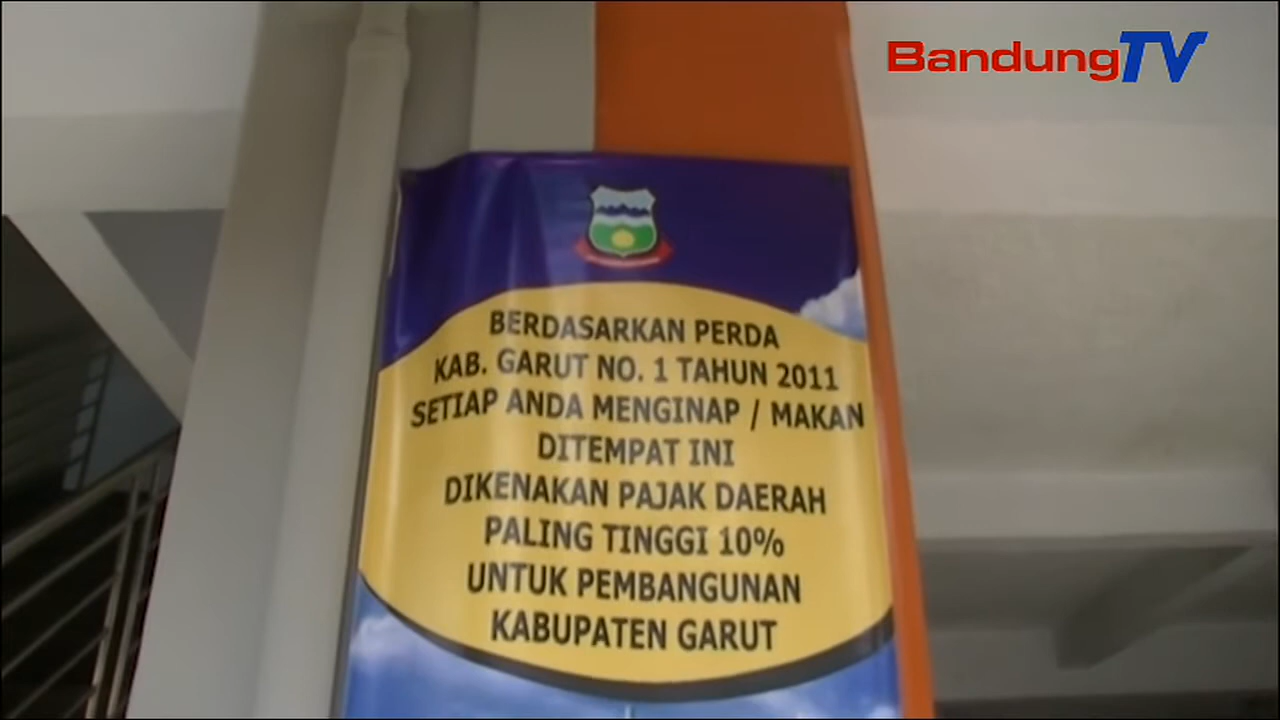 BandungTV
BERDASARKAN PERDA
KAB. GARUT NO. 1 TAHUN 2011
SETIAP ANDA MENGINAP / MAKAN
DITEMPAT INI
DIKENAKAN PAJAK DAERAH
PALING TINGGI 10%
UNTUK PEMBANGUNAN
KABUPATEN GARUT